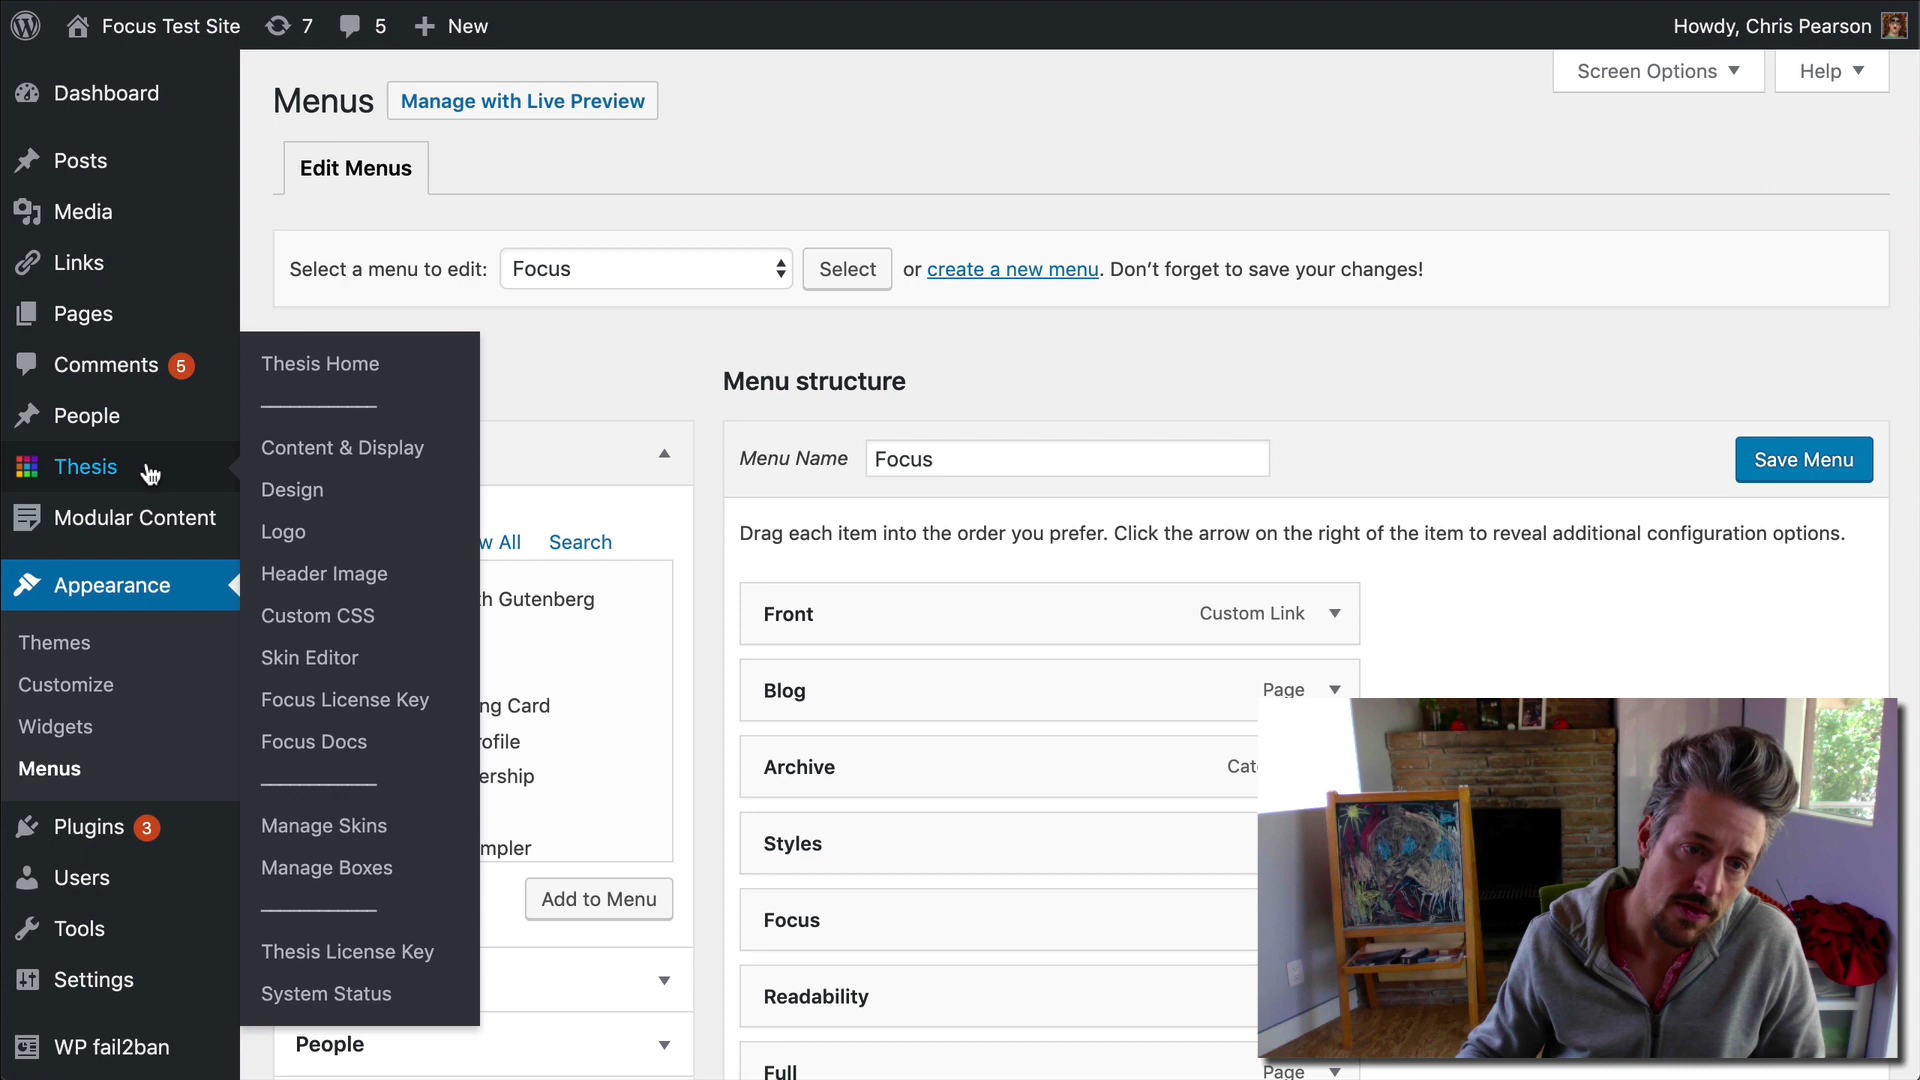 Focus Test Site
7
5
New
Howdy, Chris Pearson
Dashboard
Posts
Media
Links
Pages
Comments 5
People
Thesis
Modular Content
Appearance
Themes
Customize
Widgets
Menus
Plugins 3
Users
Tools
Settings
WP fail2ban
Thesis Home
Content & Display
Design
Logo
Header Image
Custom CSS
Skin Editor
Focus License Key
Focus Docs
Manage Skins
Manage Boxes
Thesis License Key
System Status
Screen Options
Help
Menus
Manage with Live Preview
Edit Menus
Select a menu to edit: Focus Select or create a new menu. Don’t forget to save your changes!
w All Search
th Gutenberg
ng Card
ofile
ership
mpler
Add to Menu
People
Menu structure
Menu Name Focus Save Menu
Drag each item into the order you prefer. Click the arrow on the right of the item to reveal additional configuration options.
Front Custom Link
Blog Page
Archive Cat
Styles
Focus
Readability
Full Page